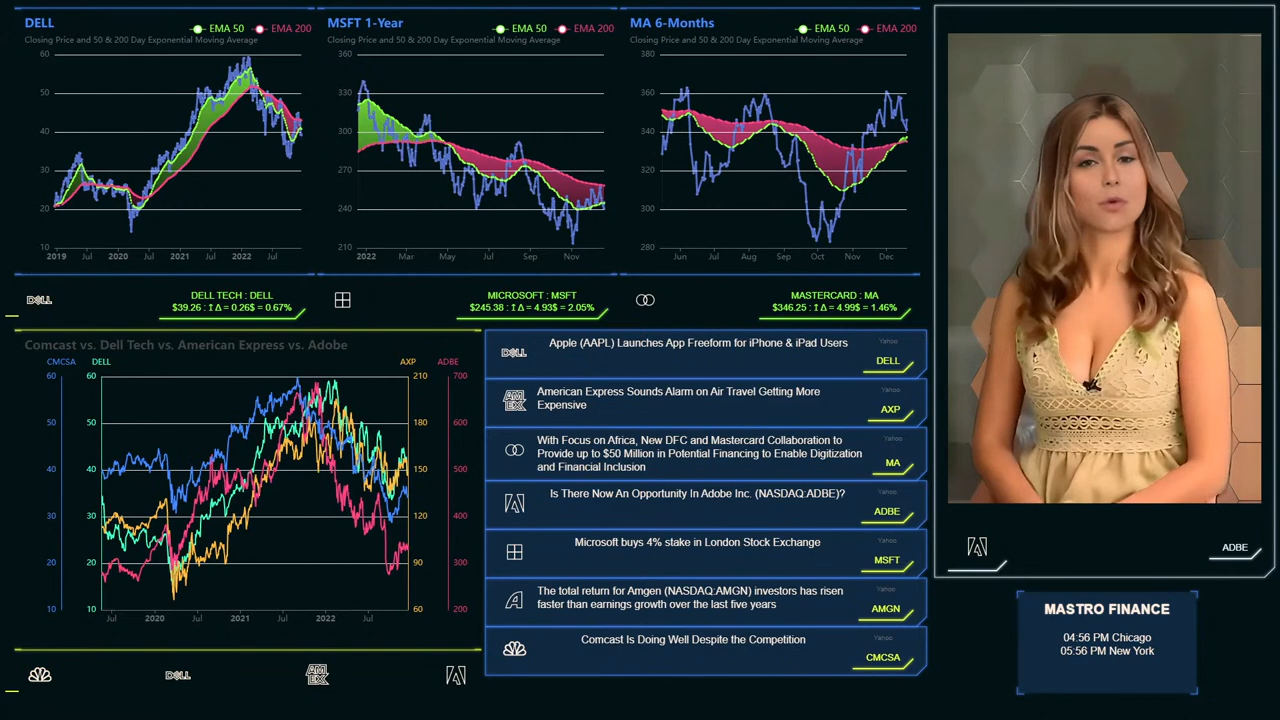 DELL
EMA 50 EMA 200
Closing Price and 50 & 200 Day Exponential Moving Average
60
50
40
30
20
10
2019 Jul 2020 Jul 2021 Jul 2022 Jul
MSFT 1-Year
EMA 50 EMA 200
Closing Price and 50 & 200 Day Exponential Moving Average
360
330
300
270
240
210
2022 Mar May Jul Sep Nov
MA 6-Months
EMA 50 EMA 200
Closing Price and 50 & 200 Day Exponential Moving Average
380
360
340
320
300
280
Jun Jul Aug Sep Oct Nov Dec
DELL
DELL TECH : DELL
$39.26 : ↥ Δ = 0.26$ = 0.67%
MICROSOFT : MSFT
$245.38 : ↥ Δ = 4.93$ = 2.05%
MASTERCARD : MA
$346.25 : ↥ Δ = 4.99$ = 1.46%
Comcast vs. Dell Tech vs. American Express vs. Adobe
CMCSA DELL AXP ADBE
60 60 210 700
50 50 180 600
40 40 150 500
30 30 120 400
20 20 90 300
10 10 60 200
Jul 2020 Jul 2021 Jul 2022 Jul
DELL
AM
EX
DELL
Apple (AAPL) Launches App Freeform for iPhone & iPad Users
Yahoo
DELL
AM
EX
American Express Sounds Alarm on Air Travel Getting More
Expensive
Yahoo
AXP
With Focus on Africa, New DFC and Mastercard Collaboration to
Provide up to $50 Million in Potential Financing to Enable Digitization
and Financial Inclusion
Yahoo
MA
Is There Now An Opportunity In Adobe Inc. (NASDAQ:ADBE)?
Yahoo
ADBE
Microsoft buys 4% stake in London Stock Exchange
Yahoo
MSFT
The total return for Amgen (NASDAQ:AMGN) investors has risen
faster than earnings growth over the last five years
Yahoo
AMGN
Comcast Is Doing Well Despite the Competition
Yahoo
CMCSA
ADBE
MASTRO FINANCE
04:56 PM Chicago
05:56 PM New York